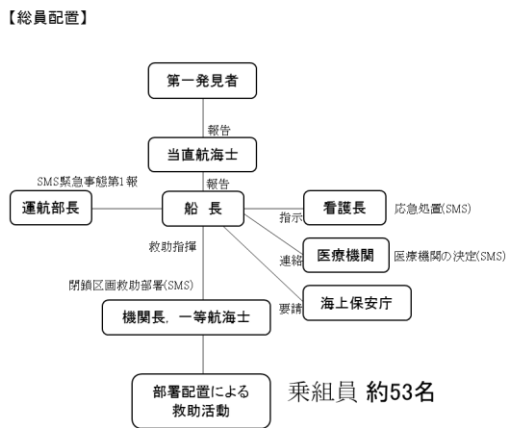 【総員配置】
第一発見者
報告
当直航海士
SMS緊急事態第1報
報告
運航部長
船 長
指示
看護長
応急処置(SMS)
救助指揮
連絡
医療機関
医療機関の決定(SMS)
閉鎖区画救助部署(SMS)
要請
海上保安庁
機関長，一等航海士
部署配置による
救助活動
乗組員 約53名